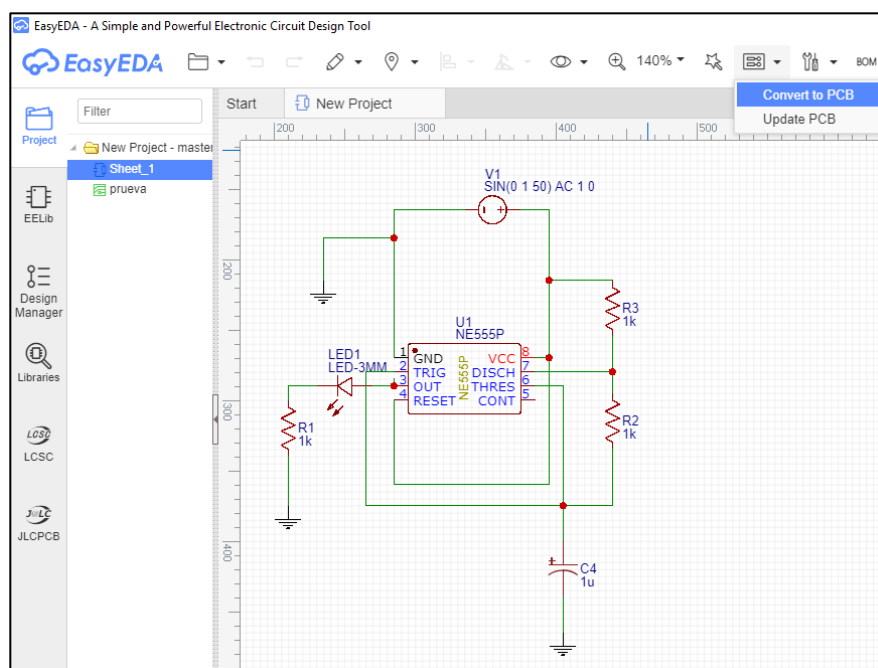 EasyEDA - A Simple and Powerful Electronic Circuit Design Tool
EasyEDA
140%
BOM
Convert to PCB
Update PCB
Project
Filter
Start
New Project
New Project - master
Sheet_1
prueva
EELib
Design
Manager
Libraries
LCSC
LCSC
J@LC
JLCPCB
200
300
400
500
200
300
400
V1
SIN(0 1 50) AC 1 0
R3
1k
U1
NE555P
LED1
LED-3MM
1
GND
VCC
8
2
TRIG
DISCH
7
3
OUT
THRES
6
4
RESET
CONT
5
NE555P
R1
1k
R2
1k
C4
1u